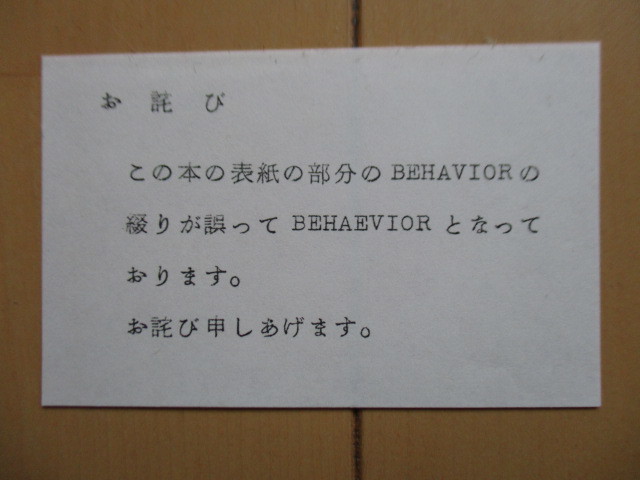 お詫び
この本の表紙の部分のBEHAVIORの
綴りが誤ってBEHAEVIORとなって
おります。
お詫び申しあげます。